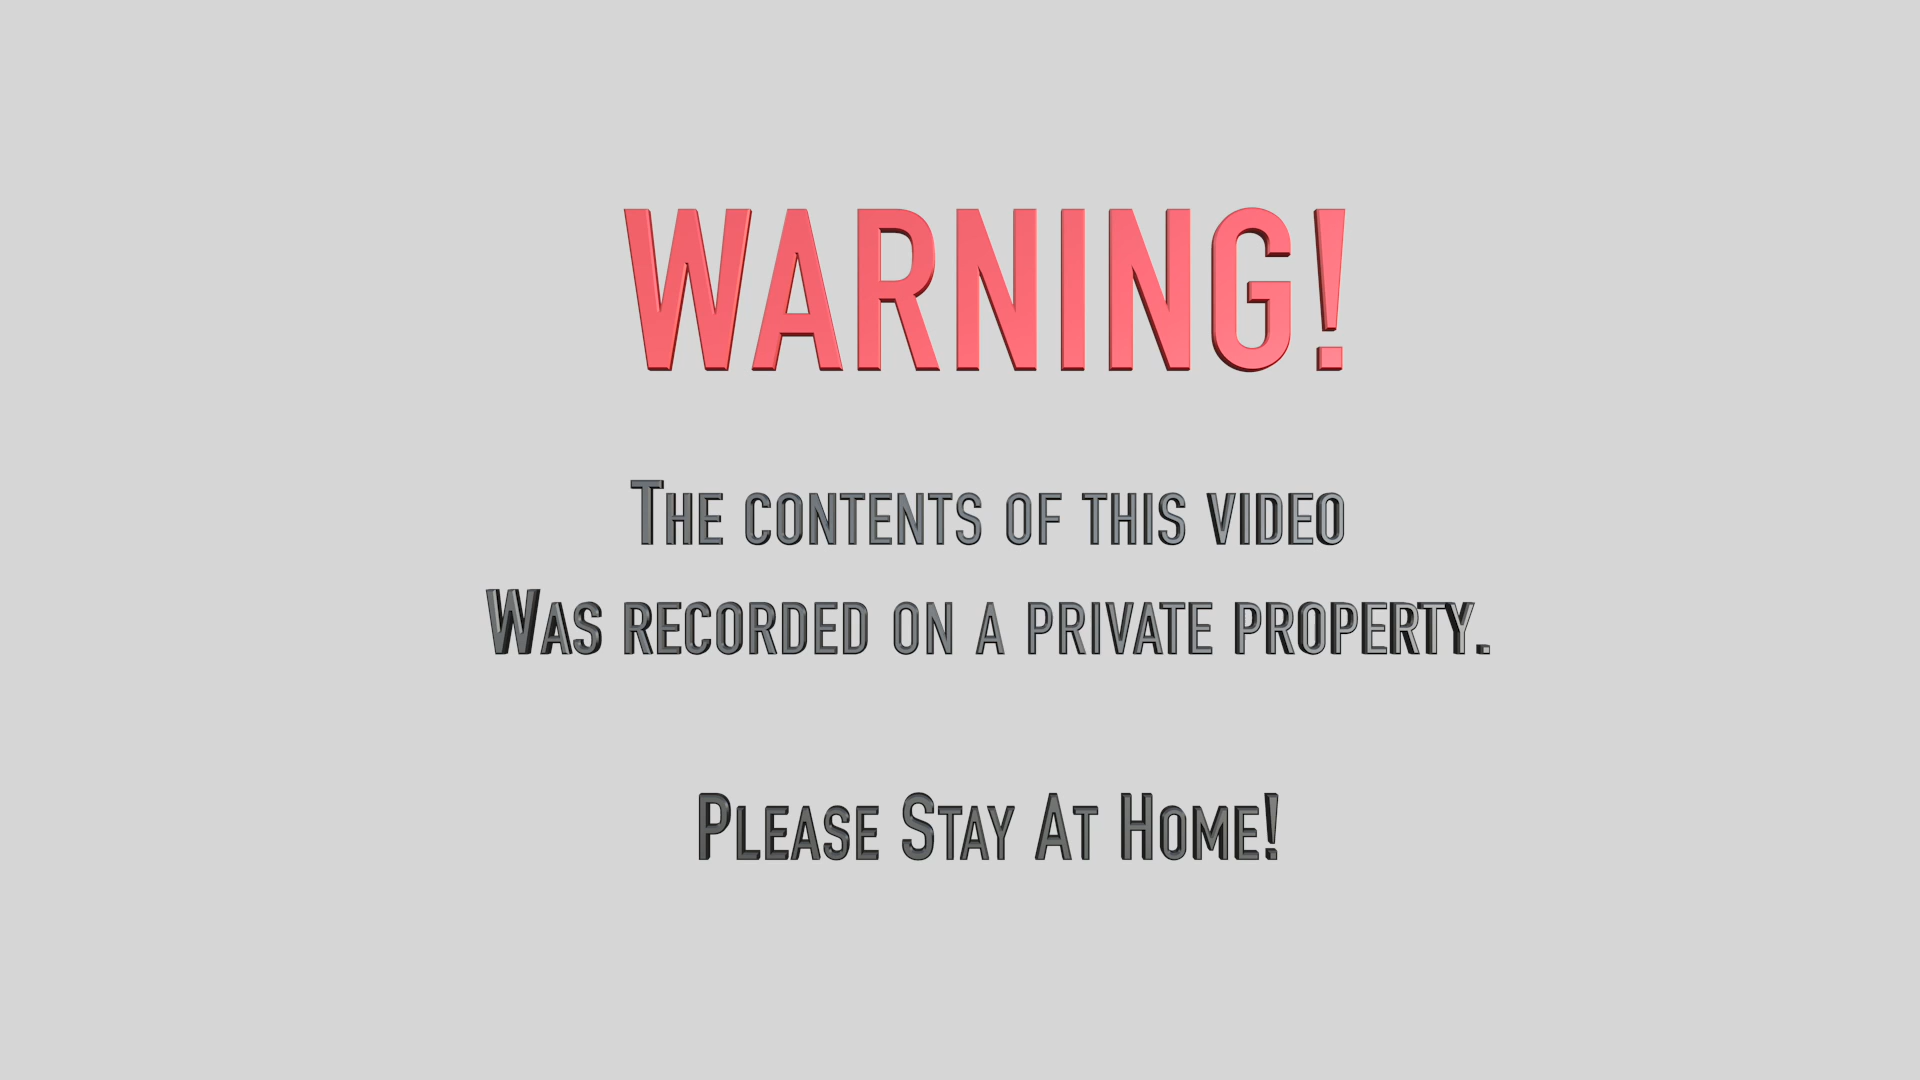 WARNING!
The contents of this video
Was recorded on a private property.
Please Stay At Home!